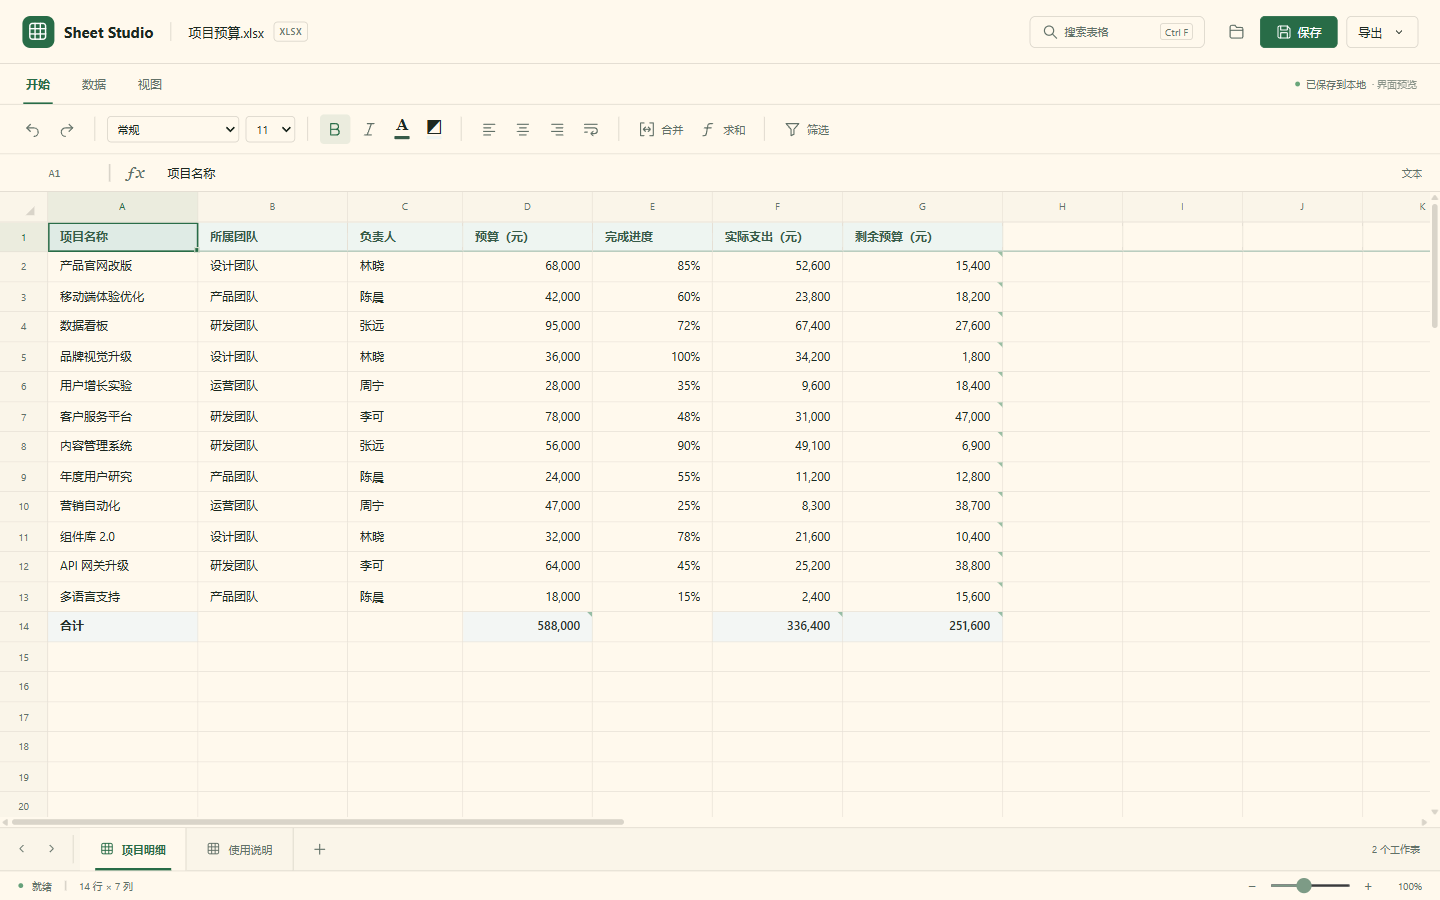 Sheet Studio 项目预算.xlsx XLSX 搜索表格 Ctrl F 保存 导出
开始 数据 视图 已保存到本地 · 界面预览
常规 11 B I A 合并 求和 筛选
A1 fx 项目名称 文本
A B C D E F G H I J K
1 项目名称 所属团队 负责人 预算（元） 完成进度 实际支出（元） 剩余预算（元）
2 产品官网改版 设计团队 林晓 68,000 85% 52,600 15,400
3 移动端体验优化 产品团队 陈晨 42,000 60% 23,800 18,200
4 数据看板 研发团队 张远 95,000 72% 67,400 27,600
5 品牌视觉升级 设计团队 林晓 36,000 100% 34,200 1,800
6 用户增长实验 运营团队 周宁 28,000 35% 9,600 18,400
7 客户服务平台 研发团队 李可 78,000 48% 31,000 47,000
8 内容管理系统 研发团队 张远 56,000 90% 49,100 6,900
9 年度用户研究 产品团队 陈晨 24,000 55% 11,200 12,800
10 营销自动化 运营团队 周宁 47,000 25% 8,300 38,700
11 组件库 2.0 设计团队 林晓 32,000 78% 21,600 10,400
12 API 网关升级 研发团队 李可 64,000 45% 25,200 38,800
13 多语言支持 产品团队 陈晨 18,000 15% 2,400 15,600
14 合计 588,000 336,400 251,600
15
16
17
18
19
20
项目明细 使用说明 2 个工作表
就绪 14 行 × 7 列 100%